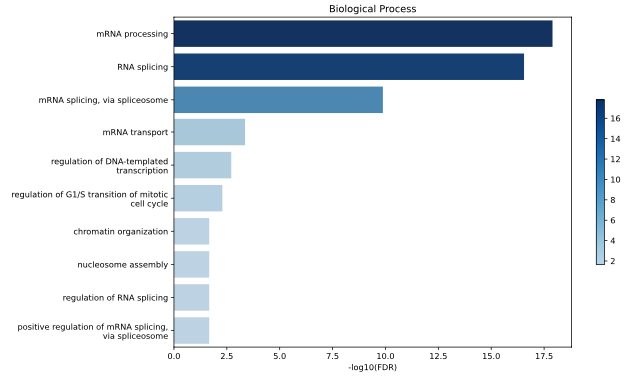 Biological Process
mRNA processing
RNA splicing
mRNA splicing, via spliceosome
mRNA transport
regulation of DNA-templated
transcription
regulation of G1/S transition of mitotic
cell cycle
chromatin organization
nucleosome assembly
regulation of RNA splicing
positive regulation of mRNA splicing,
via spliceosome
0.0 2.5 5.0 7.5 10.0 12.5 15.0 17.5
-log10(FDR)
16
14
12
10
8
6
4
2